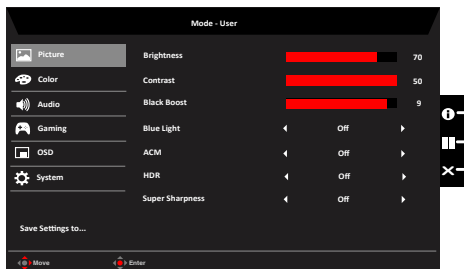 Mode - User
Picture
Color
Audio
Gaming
OSD
System
Save Settings to...
Brightness 70
Contrast 50
Black Boost 9
Blue Light Off
ACM Off
HDR Off
Super Sharpness Off
Move Enter